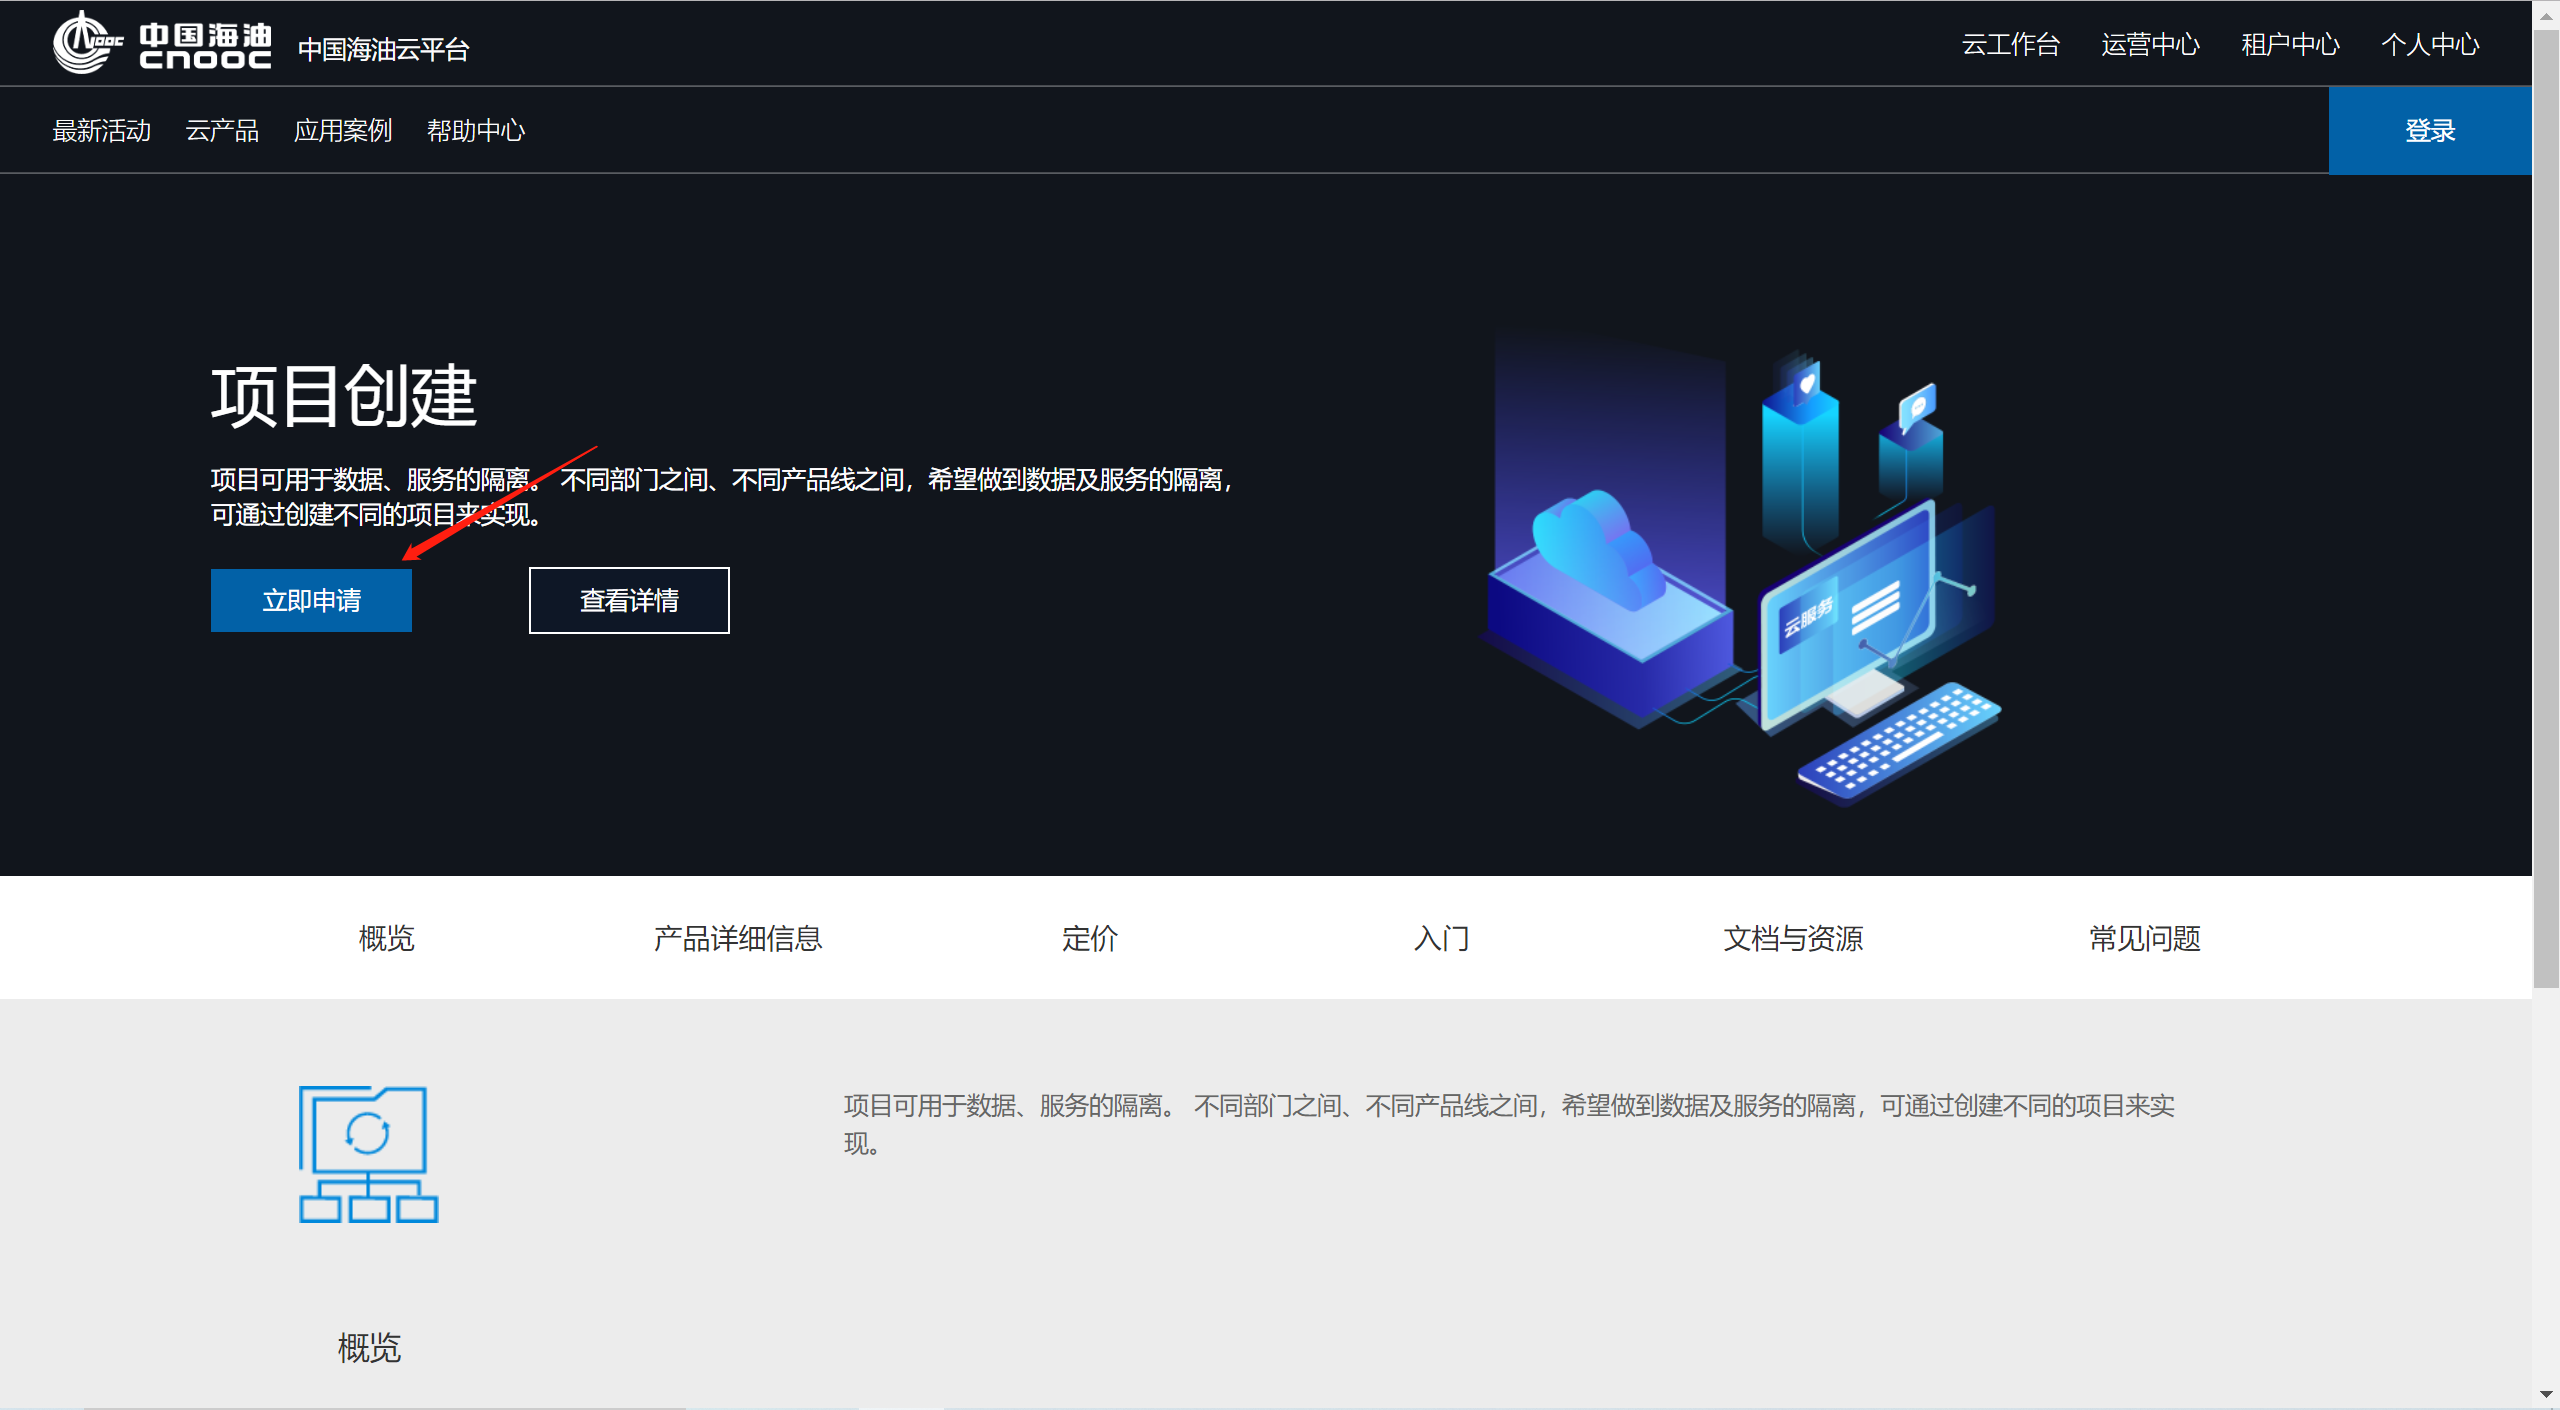 中国海油
CNOOC
中国海油云平台
云工作台 运营中心 租户中心 个人中心
最新活动 云产品 应用案例 帮助中心
登录
项目创建
项目可用于数据、服务的隔离。 不同部门之间、不同产品线之间，希望做到数据及服务的隔离，
可通过创建不同的项目来实现。
立即申请 查看详情
云服务
概览 产品详细信息 定价 入门 文档与资源 常见问题
项目可用于数据、服务的隔离。 不同部门之间、不同产品线之间，希望做到数据及服务的隔离，可通过创建不同的项目来实
现。
概览